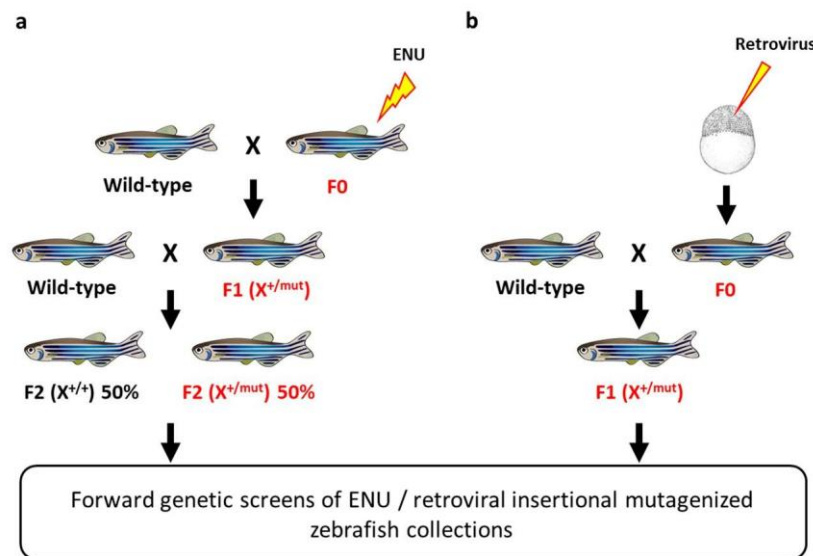 a
ENU
X
Wild-type
F0
X
Wild-type
F1 (X+/mut)
F2 (X+/+) 50%
F2 (X+/mut) 50%
b
Retrovirus
X
Wild-type
F0
F1 (X+/mut)
Forward genetic screens of ENU / retroviral insertional mutagenized
zebrafish collections